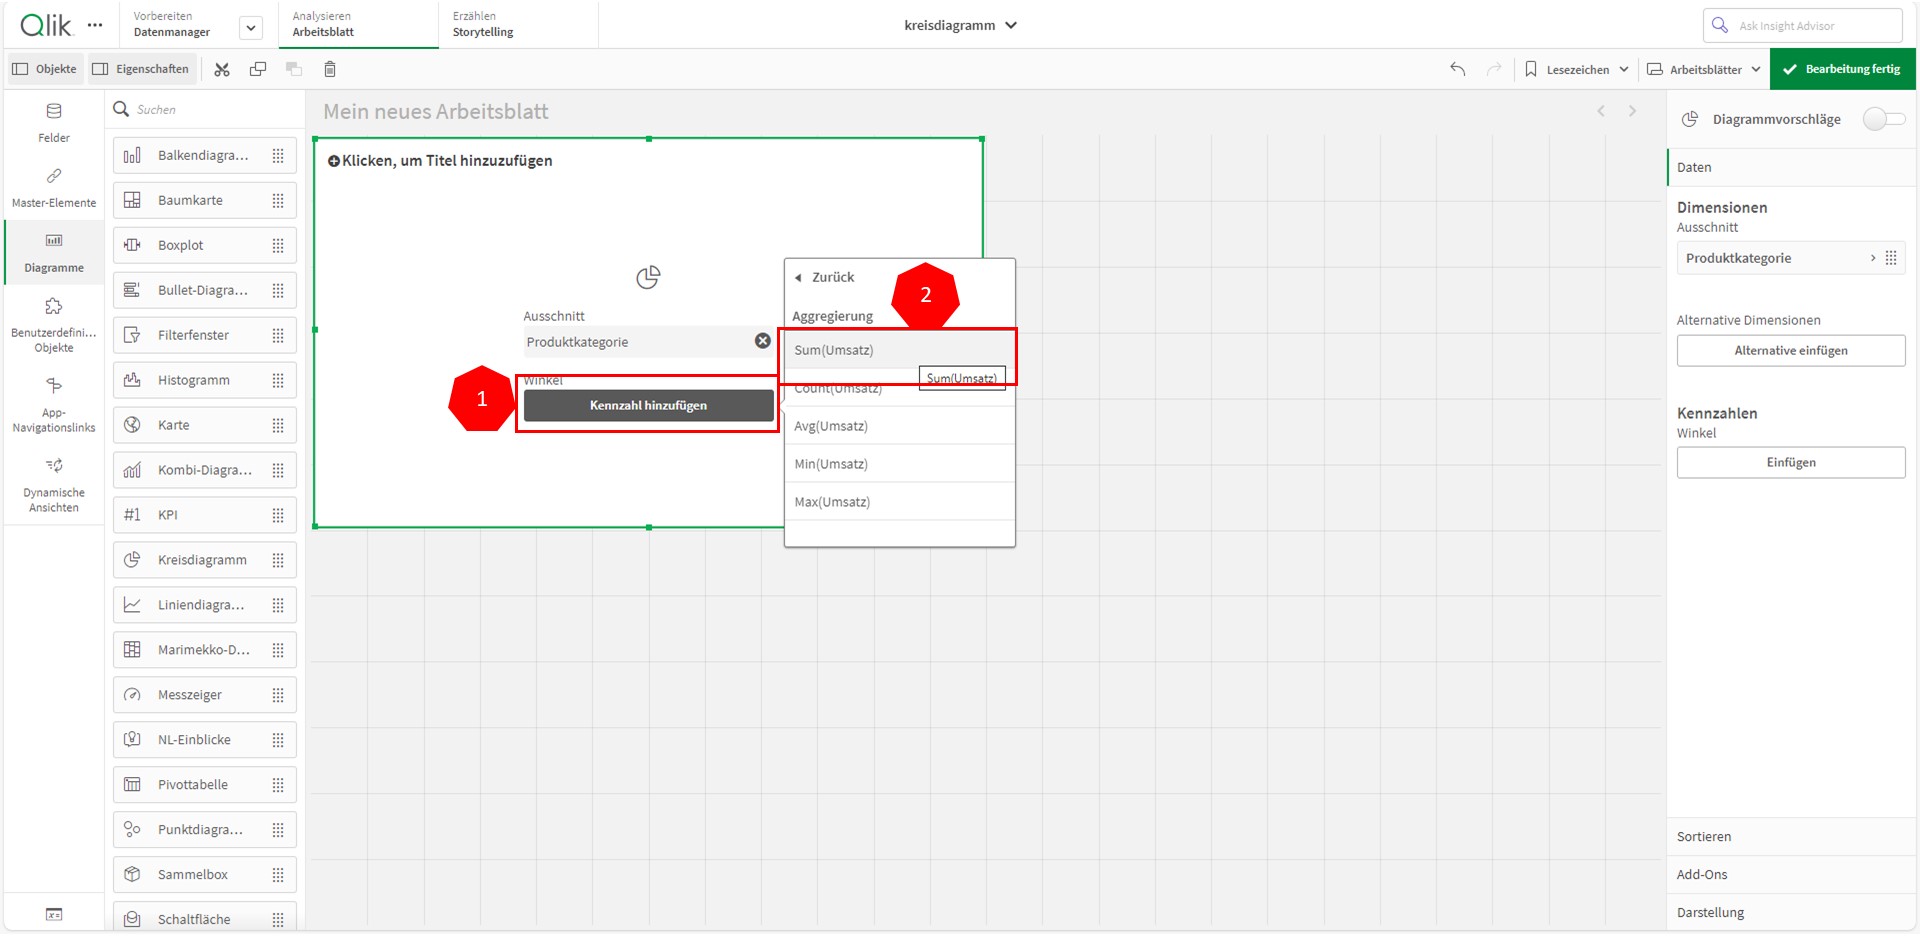 Qlik
Vorbereiten
Datenmanager
Analysieren
Arbeitsblatt
Erzählen
Storytelling
kreisdiagramm
Ask Insight Advisor
Objekte
Eigenschaften
Lesezeichen
Arbeitsblätter
Bearbeitung fertig
Felder
Master-Elemente
Diagramme
Benutzerdefini...
Objekte
App-
Navigationslinks
Dynamische
Ansichten
Suchen
Balkendiagra...
Baumkarte
Boxplot
Bullet-Diagra...
Filterfenster
Histogramm
Karte
Kombi-Diagra...
#1 KPI
Kreisdiagramm
Liniendiagra...
Marimekko-D...
Messzeiger
NL-Einblicke
Pivottabelle
Punktdiagra...
Sammelbox
Schaltfläche
Mein neues Arbeitsblatt
Klicken, um Titel hinzuzufügen
Ausschnitt
Produktkategorie
Winkel
1
Kennzahl hinzufügen
Zurück
2
Aggregierung
Sum(Umsatz)
Sum(Umsatz)
Count(Umsatz)
Avg(Umsatz)
Min(Umsatz)
Max(Umsatz)
Diagrammvorschläge
Daten
Dimensionen
Ausschnitt
Produktkategorie
Alternative Dimensionen
Alternative einfügen
Kennzahlen
Winkel
Einfügen
Sortieren
Add-Ons
Darstellung